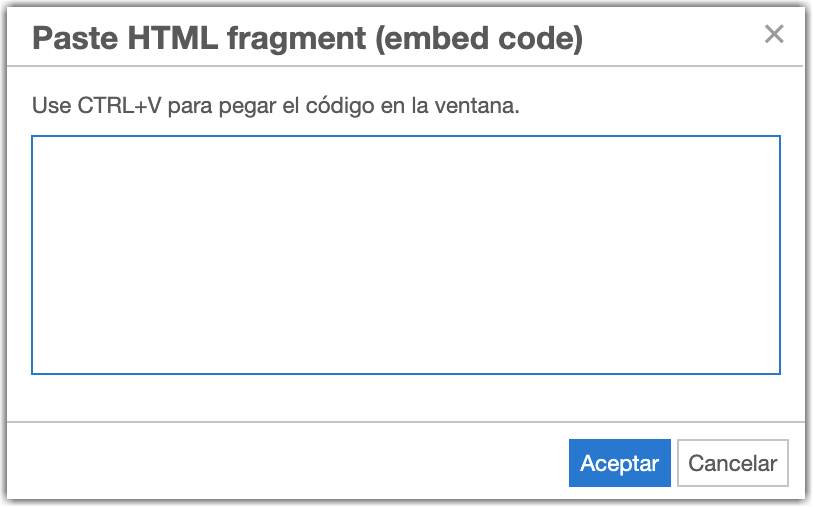 Paste HTML fragment (embed code)
Use CTRL+V para pegar el código en la ventana.
Aceptar
Cancelar